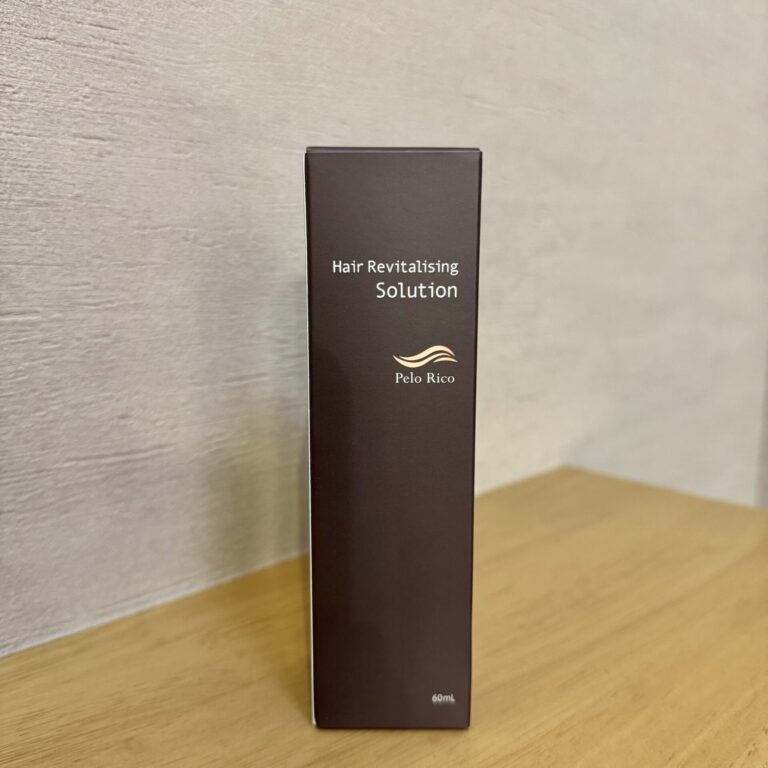 Hair Revitalising
Solution
Pelo Rico
60mL